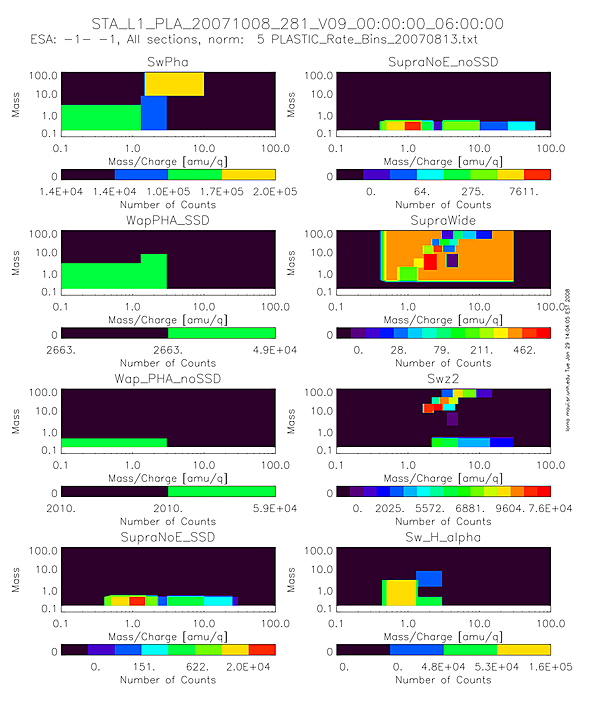 STA_L1_PLA_20071008_281_V09_00:00:00_06:00:00
ESA: -1- -1, All sections, norm: 5 PLASTIC_Rate_Bins_20070813.txt
SwPha
Mass
100.0
10.0
1.0
0.1
0.1 1.0 10.0 100.0
Mass/Charge [amu/q]
0
1.4E+04 1.4E+04 1.0E+05 1.7E+05 2.0E+05
Number of Counts
SupraNoE_noSSD
Mass
100.0
10.0
1.0
0.1
0.1 1.0 10.0 100.0
Mass/Charge [amu/q]
0
0. 64. 275. 7611.
Number of Counts
WapPHA_SSD
Mass
100.0
10.0
1.0
0.1
0.1 1.0 10.0 100.0
Mass/Charge [amu/q]
0
2663. 2663. 4.9E+04
Number of Counts
SupraWide
Mass
100.0
10.0
1.0
0.1
0.1 1.0 10.0 100.0
Mass/Charge [amu/q]
0
0. 28. 79. 211. 462.
Number of Counts
Wap_PHA_noSSD
Mass
100.0
10.0
1.0
0.1
0.1 1.0 10.0 100.0
Mass/Charge [amu/q]
0
2010. 2010. 5.9E+04
Number of Counts
Swz2
Mass
100.0
10.0
1.0
0.1
0.1 1.0 10.0 100.0
Mass/Charge [amu/q]
0
0. 2025. 5572. 6881. 9604. 7.6E+04
Number of Counts
SupraNoE_SSD
Mass
100.0
1.0
0.1
0.1 1.0 10.0 100.0
Mass/Charge [amu/q]
0
0. 151. 622. 2.0E+04
Number of Counts
Sw_H_alpha
Mass
100.0
10.0
1.0
0.1
0.1 1.0 10.0 100.0
Mass/Charge [amu/q]
0
0. 0. 4.8E+04 5.3E+04 1.6E+05
Number of Counts
Tue Jan 29 14:04:05 EST 2008